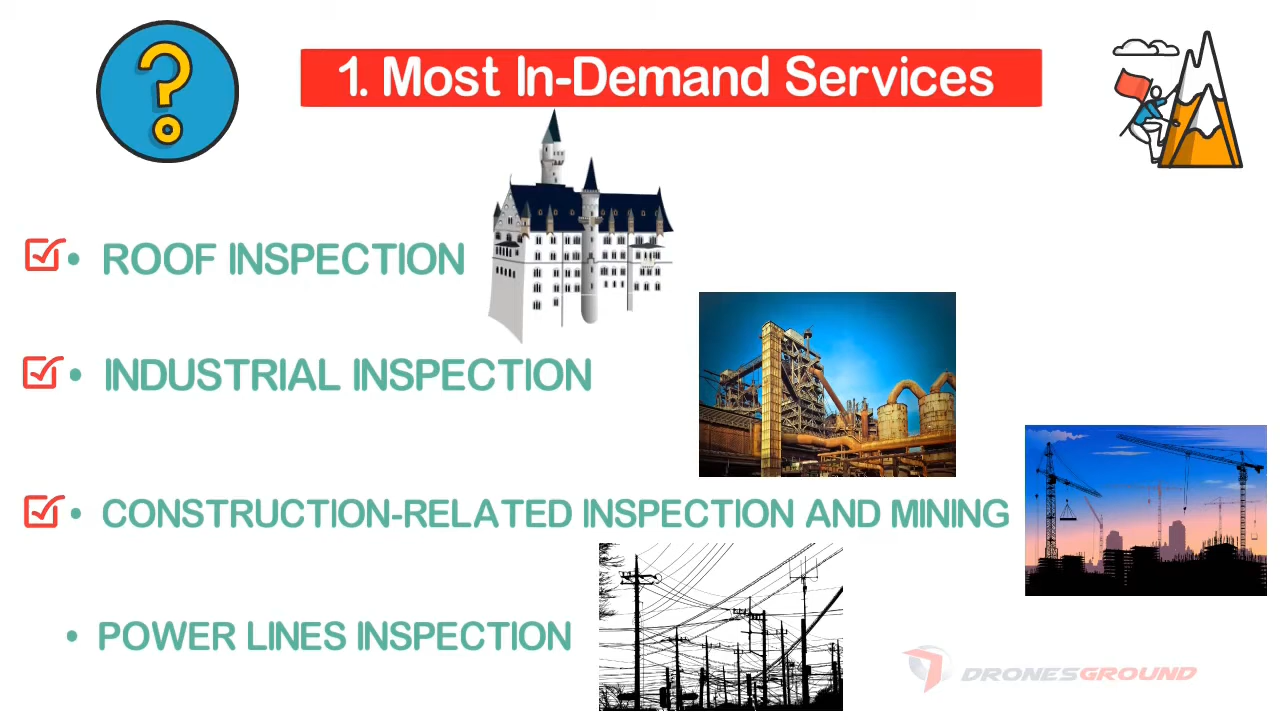 1. Most In-Demand Services
• ROOF INSPECTION
• INDUSTRIAL INSPECTION
• CONSTRUCTION-RELATED INSPECTION AND MINING
• POWER LINES INSPECTION
DRONESGROUND